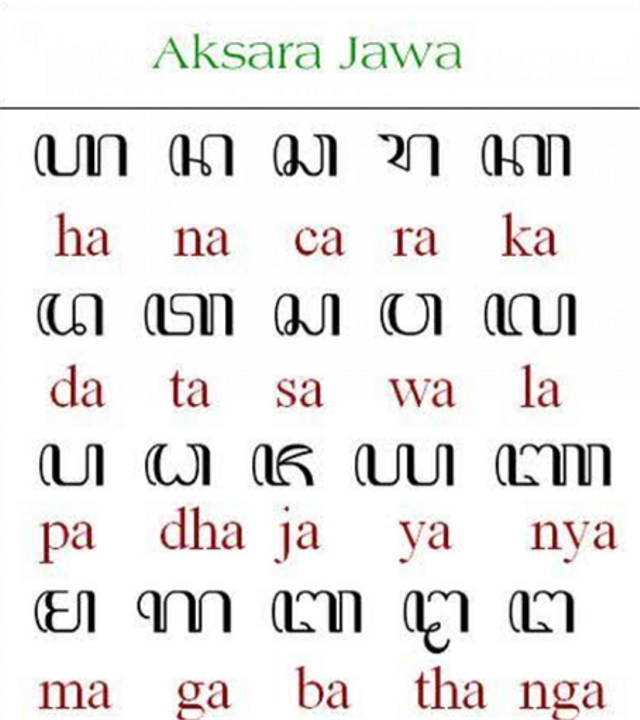 Aksara Jawa
ꦲ ꦤ ꦕ ꦫ ꦏ
ha na ca ra ka
ꦢ ꦠ ꦱ ꦮ ꦭ
da ta sa wa la
ꦥ ꦝ ꦗ ꦪ ꦚ
pa dha ja ya nya
ꦩ ꦒ ꦧ ꦛ ꦔ
ma ga ba tha nga